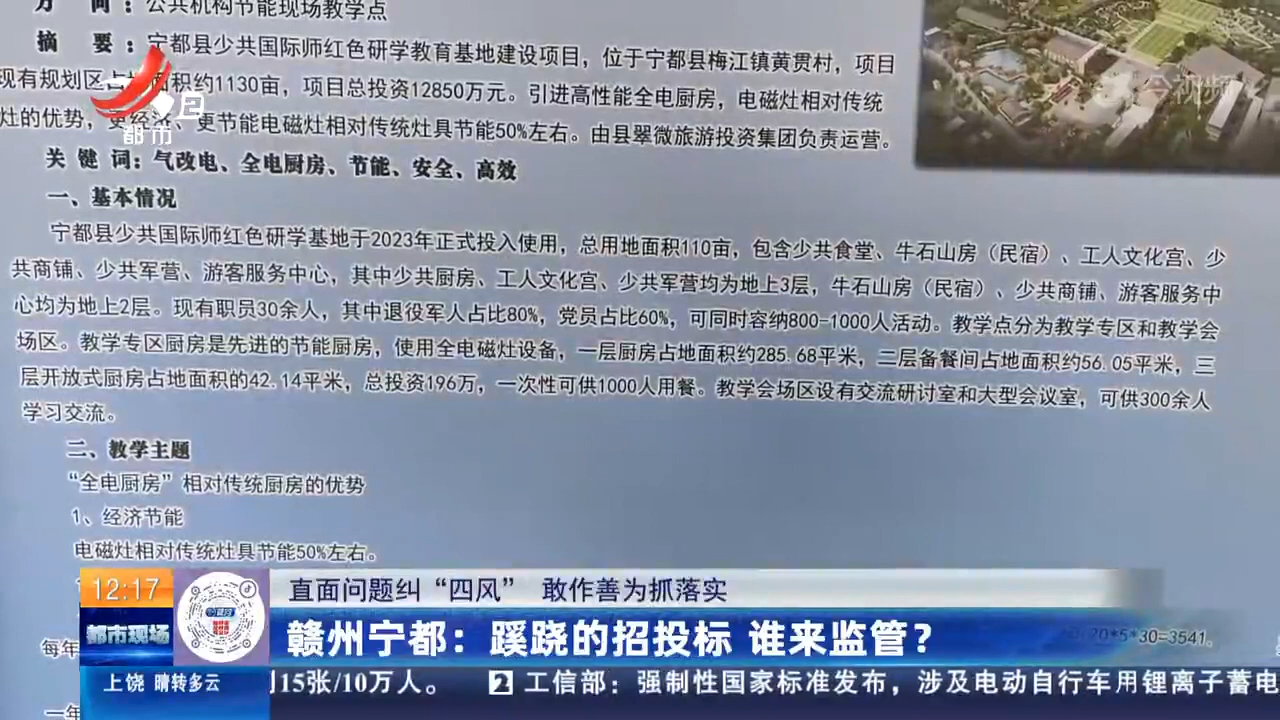 方 向：公共机构节能现场教学点
摘 要：宁都县少共国际师红色研学教育基地建设项目，位于宁都县梅江镇黄贯村，项目
现有规划区占地面积约1130亩，项目总投资12850万元。引进高性能全电厨房，电磁灶相对传统
灶的优势，更经济、更节能电磁灶相对传统灶具节能50%左右。由县翠微旅游投资集团负责运营。
关 键 词：气改电、全电厨房、节能、安全、高效
一、基本情况
宁都县少共国际师红色研学基地于2023年正式投入使用，总用地面积110亩，包含少共食堂、牛石山房（民宿）、工人文化宫、少
共商铺、少共军营、游客服务中心，其中少共厨房、工人文化宫、少共军营均为地上3层，牛石山房（民宿）、少共商铺、游客服务中
心均为地上2层。现有职员30余人，其中退役军人占比80%，党员占比60%，可同时容纳800-1000人活动。教学点分为教学专区和教学会
场区。教学专区厨房是先进的节能厨房，使用全电磁灶设备，一层厨房占地面积约285.68平米，二层备餐间占地面积约56.05平米，三
层开放式厨房占地面积的42.14平米，总投资196万，一次性可供1000人用餐。教学会场区设有交流研讨室和大型会议室，可供300余人
学习交流。
二、教学主题
“全电厨房”相对传统厨房的优势
1、经济节能
电磁灶相对传统灶具节能50%左右。
每年
20*5*30=3541.
一年
2
都市
今视频
12:17
都市现场
直面问题纠“四风” 敢作善为抓落实
赣州宁都：蹊跷的招投标 谁来监管？
上饶 晴转多云
15张/10万人。 2 工信部：强制性国家标准发布，涉及电动自行车用锂离子蓄电